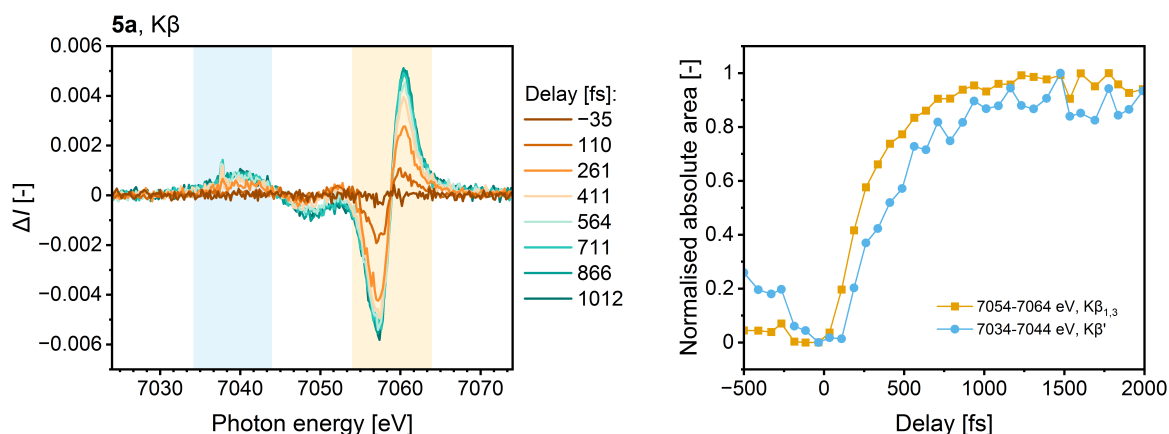 5a, Kβ
0.006
0.004
0.002
0
−0.002
−0.004
−0.006
ΔI [-]
7030 7040 7050 7060 7070
Photon energy [eV]
Delay [fs]:
−35
110
261
411
564
711
866
1012
Normalised absolute area [-]
1
0.8
0.6
0.4
0.2
0
7054-7064 eV, Kβ1,3
7034-7044 eV, Kβ'
−500 0 500 1000 1500 2000
Delay [fs]